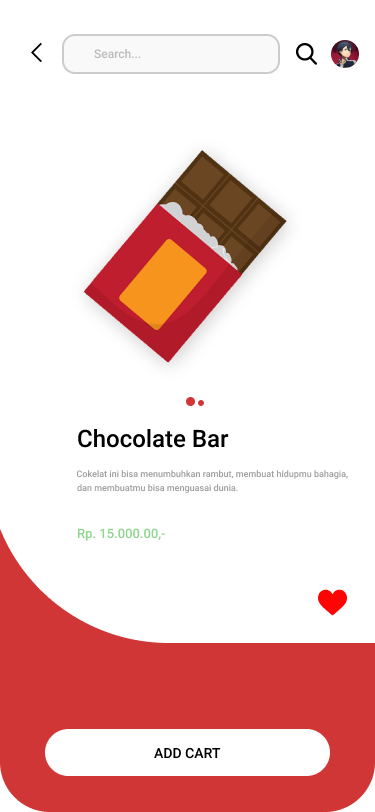 Search...
Chocolate Bar
Cokelat ini bisa menumbuhkan rambut, membuat hidupmu bahagia,
dan membuatmu bisa menguasai dunia.
Rp. 15.000.00,-
ADD CART